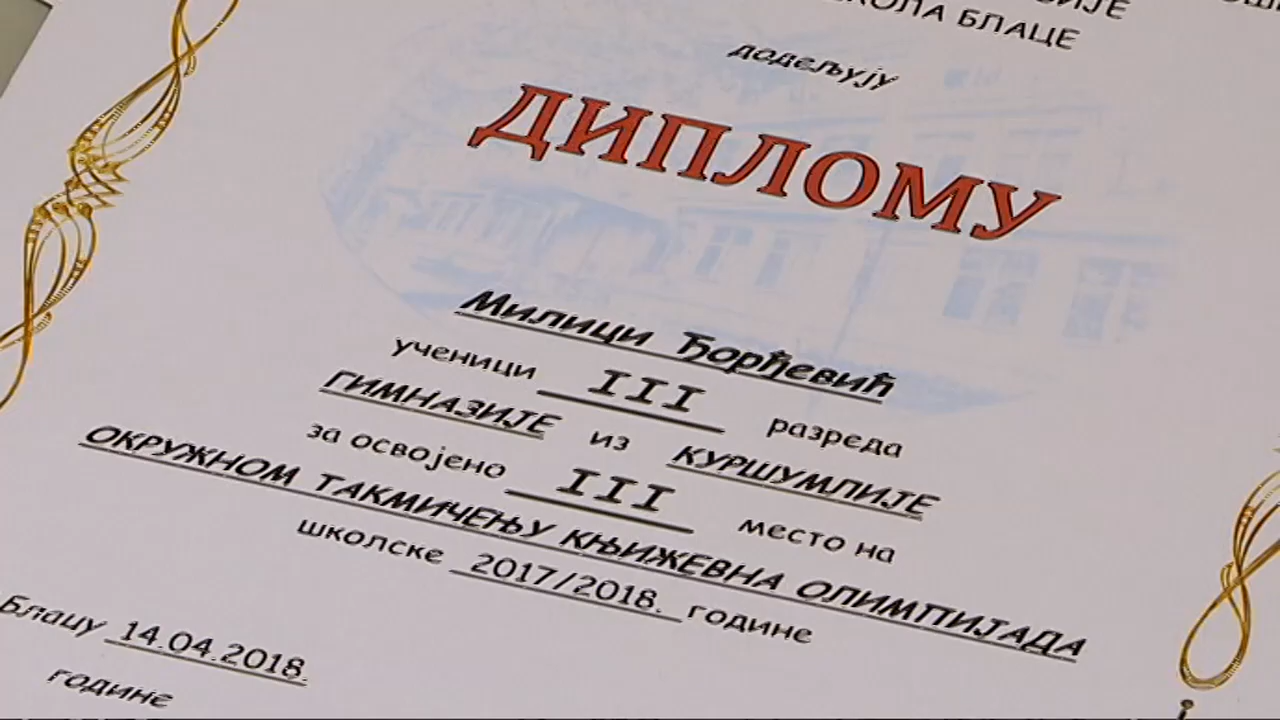 ШКОЛА БЛАЦЕ
додељују
ДИПЛОМУ
Милици Ђорђевић
ученици III разреда
ГИМНАЗИЈЕ из КУРШУМЛИЈЕ
за освојено III место на
ОКРУЖНОМ ТАКМИЧЕЊУ КЊИЖЕВНА ОЛИМПИЈАДА
школске 2017/2018. године
Блацу 14.04.2018.
године